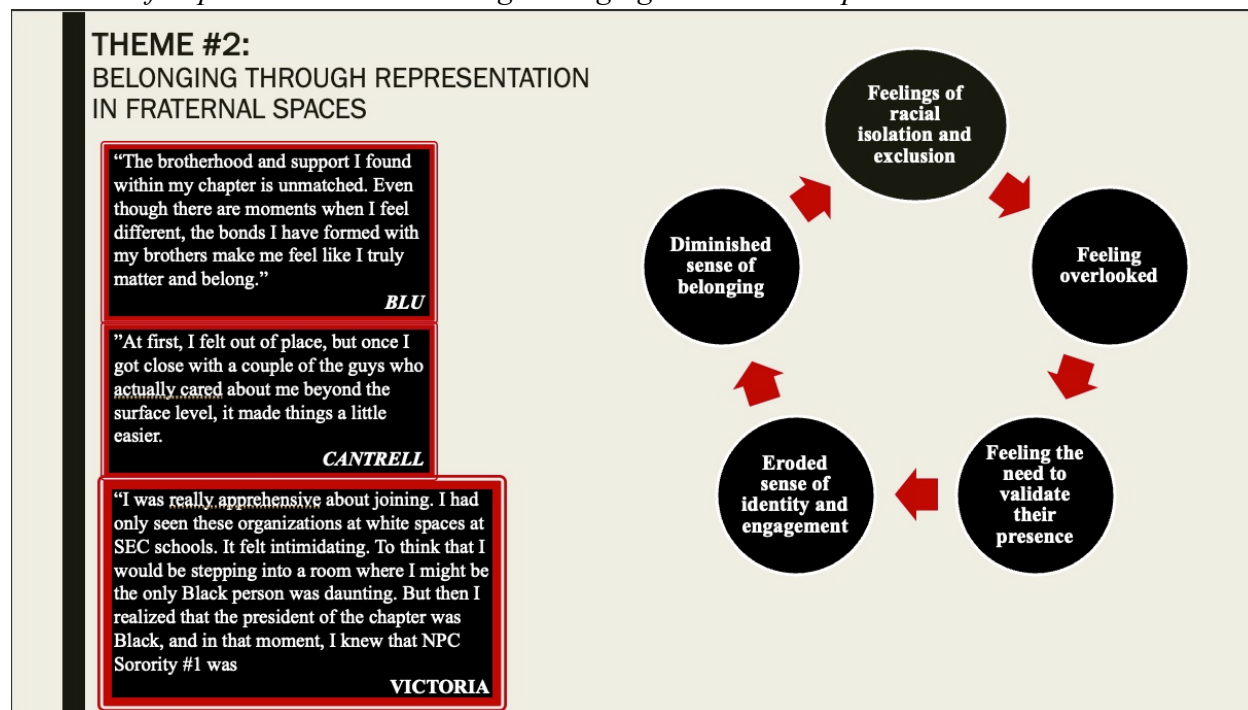 THEME #2:
BELONGING THROUGH REPRESENTATION
IN FRATERNAL SPACES
“The brotherhood and support I found
within my chapter is unmatched. Even
though there are moments when I feel
different, the bonds I have formed with
my brothers make me feel like I truly
matter and belong.”
BLU
”At first, I felt out of place, but once I
got close with a couple of the guys who
actually cared about me beyond the
surface level, it made things a little
easier.
CANTRELL
“I was really apprehensive about joining. I had
only seen these organizations at white spaces at
SEC schools. It felt intimidating. To think that I
would be stepping into a room where I might be
the only Black person was daunting. But then I
realized that the president of the chapter was
Black, and in that moment, I knew that NPC
Sorority #1 was
VICTORIA
Feelings of
racial
isolation and
exclusion
Feeling
overlooked
Feeling the
need to
validate
their
presence
Eroded
sense of
identity and
engagement
Diminished
sense of
belonging